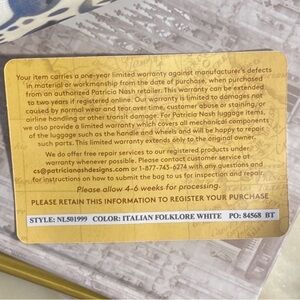 Your item carries a one-year limited warranty against manufacturer's defects
in material or workmanship from the date of purchase, when purchased
from an authorized Patricia Nash retailer. This warranty can be extended
to two years if registered online. Our warranty is limited to damages not
caused by normal wear and tear over time, customer abuse or staining, or
airline handling or other transit damage. For Patricia Nash luggage items,
we also provide a limited warranty which covers all mechanical components
of the luggage such as the handle and wheels and will be happy to repair
such parts. This limited warranty extends only to the original owner.
We do offer free repair services to our registered products under
warranty independently. Please contact customer service at
cs@patricianashdesigns.com or 1-877-745-6274 with any questions and
for instructions on how to submit the bag to us for inspection and repair.
Please allow 4-6 weeks for processing.
PLEASE RETAIN THIS INFORMATION TO REGISTER YOUR PURCHASE
STYLE: NLS01999 COLOR: ITALIAN FOLKLORE WHITE PO: 84568 BT